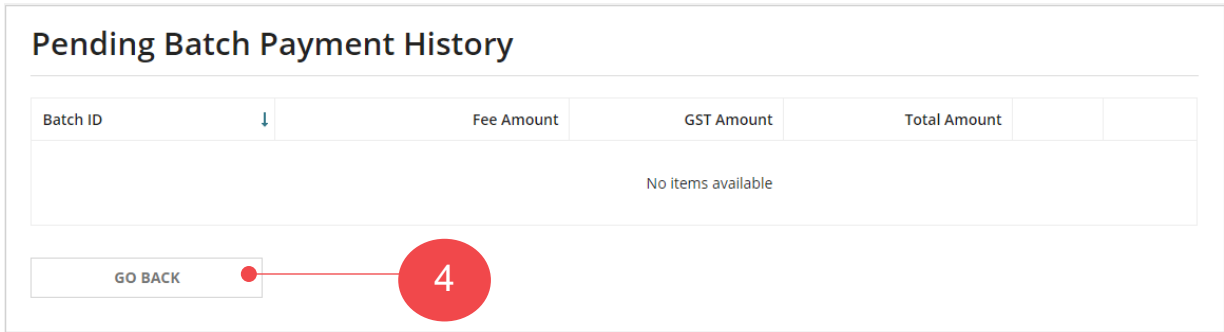 Pending Batch Payment History
Batch ID ↓ Fee Amount GST Amount Total Amount
No items available
GO BACK 4